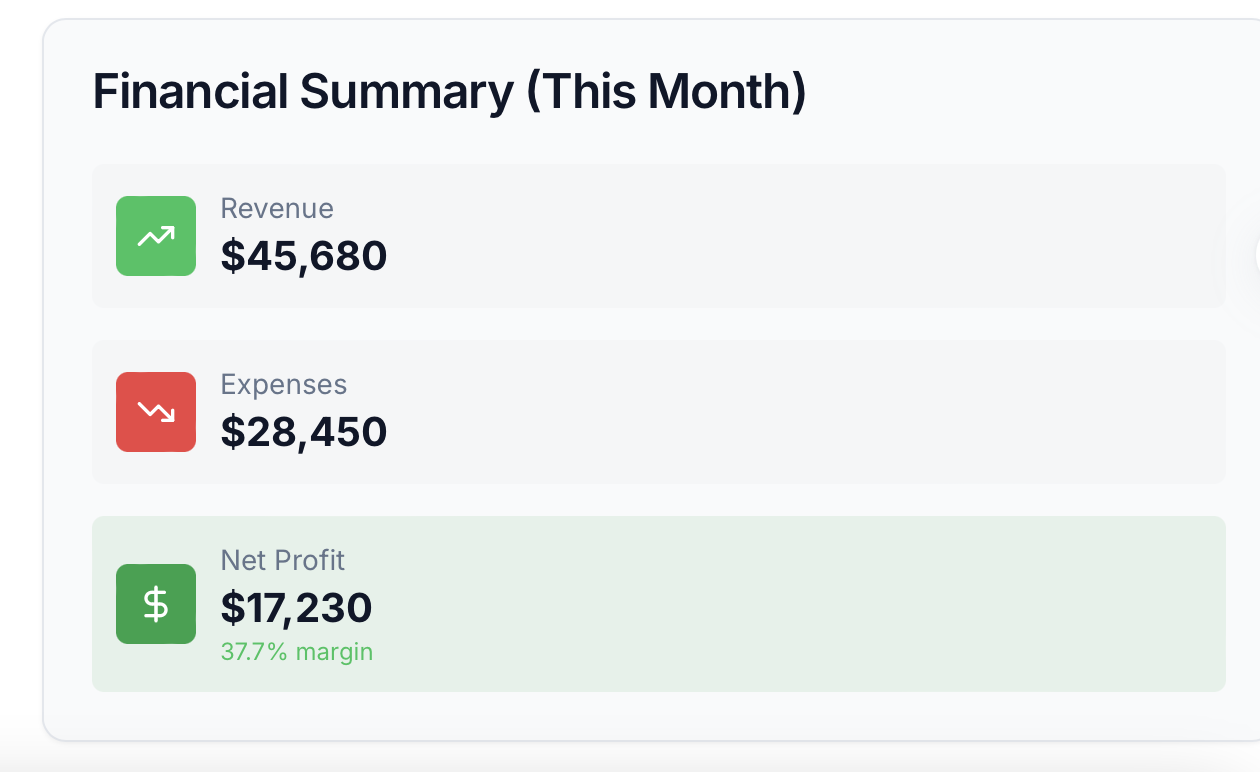 Financial Summary (This Month)
Revenue
$45,680
Expenses
$28,450
Net Profit
$17,230
37.7% margin